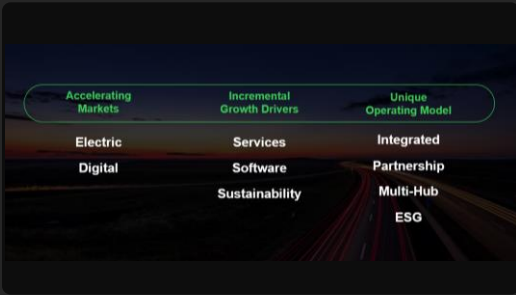 Accelerating
Markets
Incremental
Growth Drivers
Unique
Operating Model
Electric
Services
Integrated
Digital
Software
Partnership
Sustainability
Multi-Hub
ESG